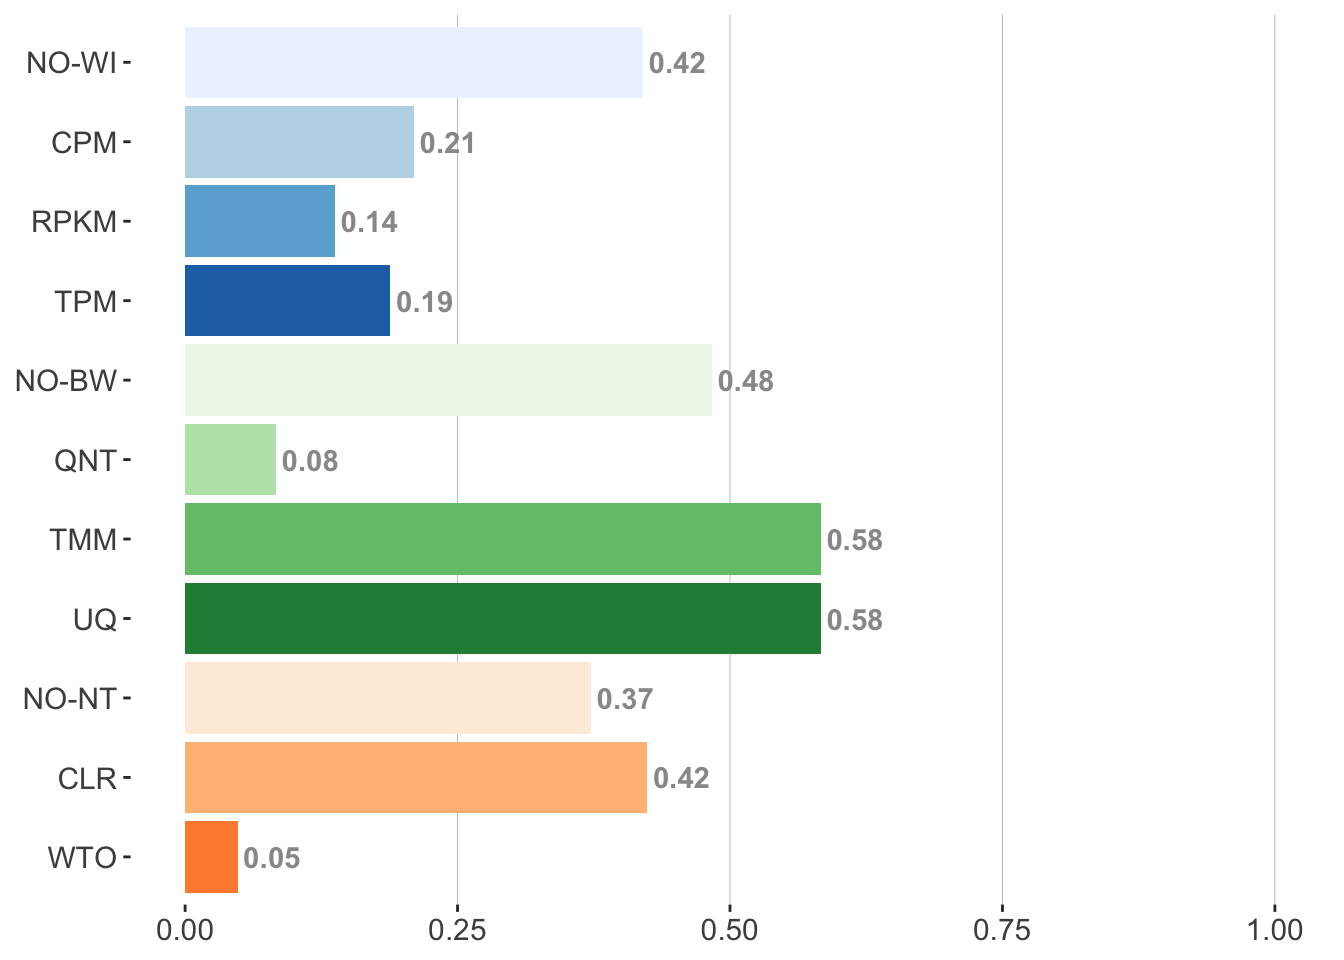 NO-WI 0.42
CPM 0.21
RPKM 0.14
TPM 0.19
NO-BW 0.48
QNT 0.08
TMM 0.58
UQ 0.58
NO-NT 0.37
CLR 0.42
WTO 0.05
0.00 0.25 0.50 0.75 1.00